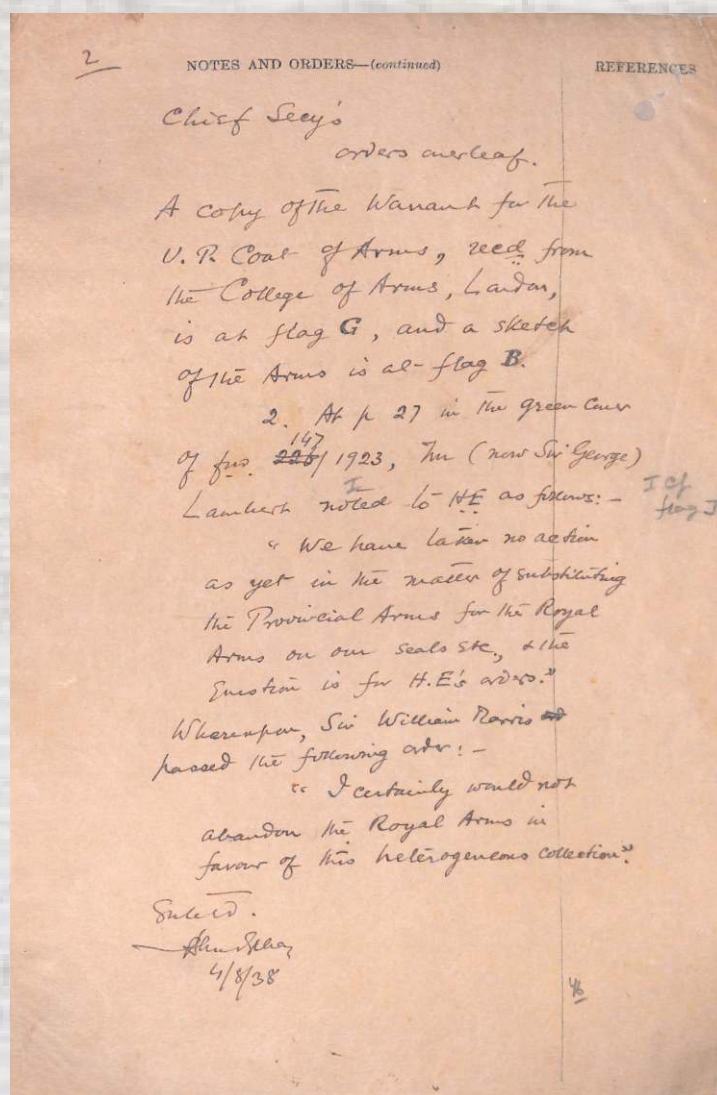 2
NOTES AND ORDERS—(continued)
REFERENCES
Chief Secy's
orders overleaf.
A copy of the Warrant for the
U. P. Coat of Arms, recd from
the College of Arms, London,
is at flag G, and a sketch
of the Arms is at flag B.
2. At p 27 in the green cover
147
of 226/1923, Mr (now Sir George)
Lambert noted to HE as follows:—
I cf
flag I
"We have taken no action
as yet in the matter of substituting
the Provincial Arms for the Royal
Arms on our seals etc., & the
question is for H.E's orders."
Whereupon, Sir William Marris
passed the following order:—
"I certainly would not
abandon the Royal Arms in
favour of this heterogeneous collection".
4/8/38